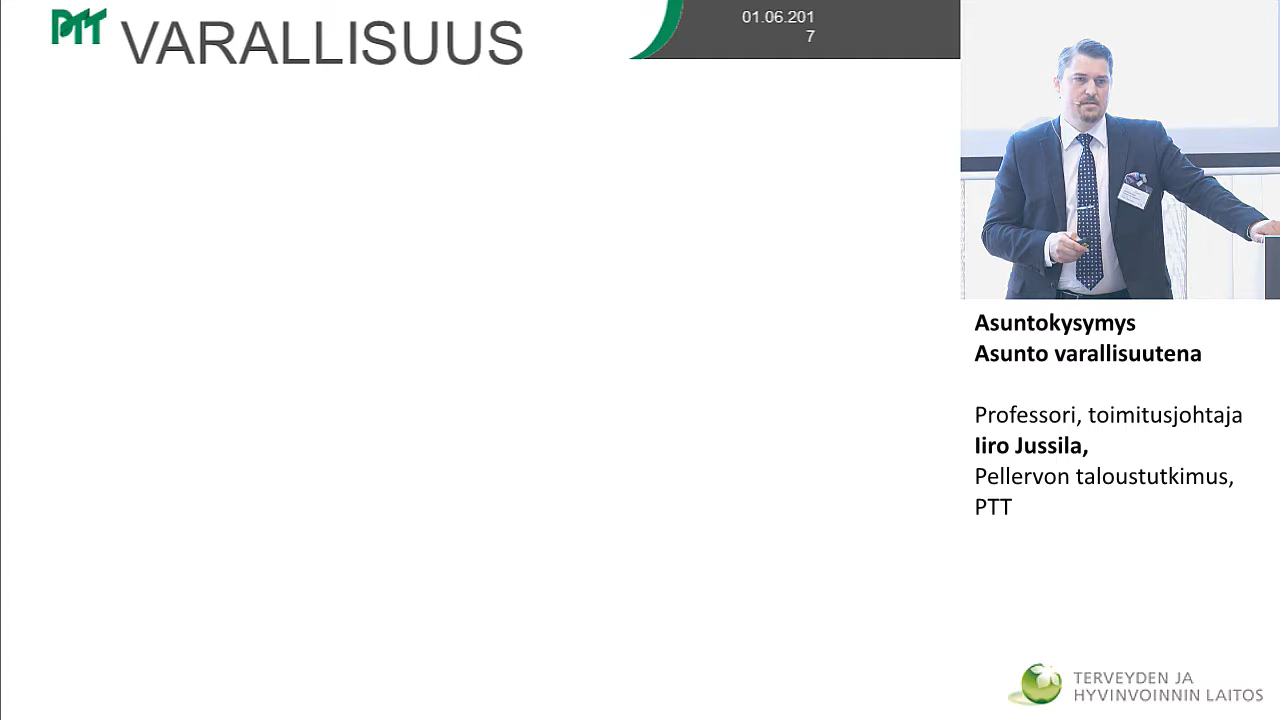 PTT
VARALLISUUS
01.06.201
7
Asuntokysymys
Asunto varallisuutena
Professori, toimitusjohtaja
Iiro Jussila,
Pellervon taloustutkimus,
PTT
TERVEYDEN JA
HYVINVOINNIN LAITOS